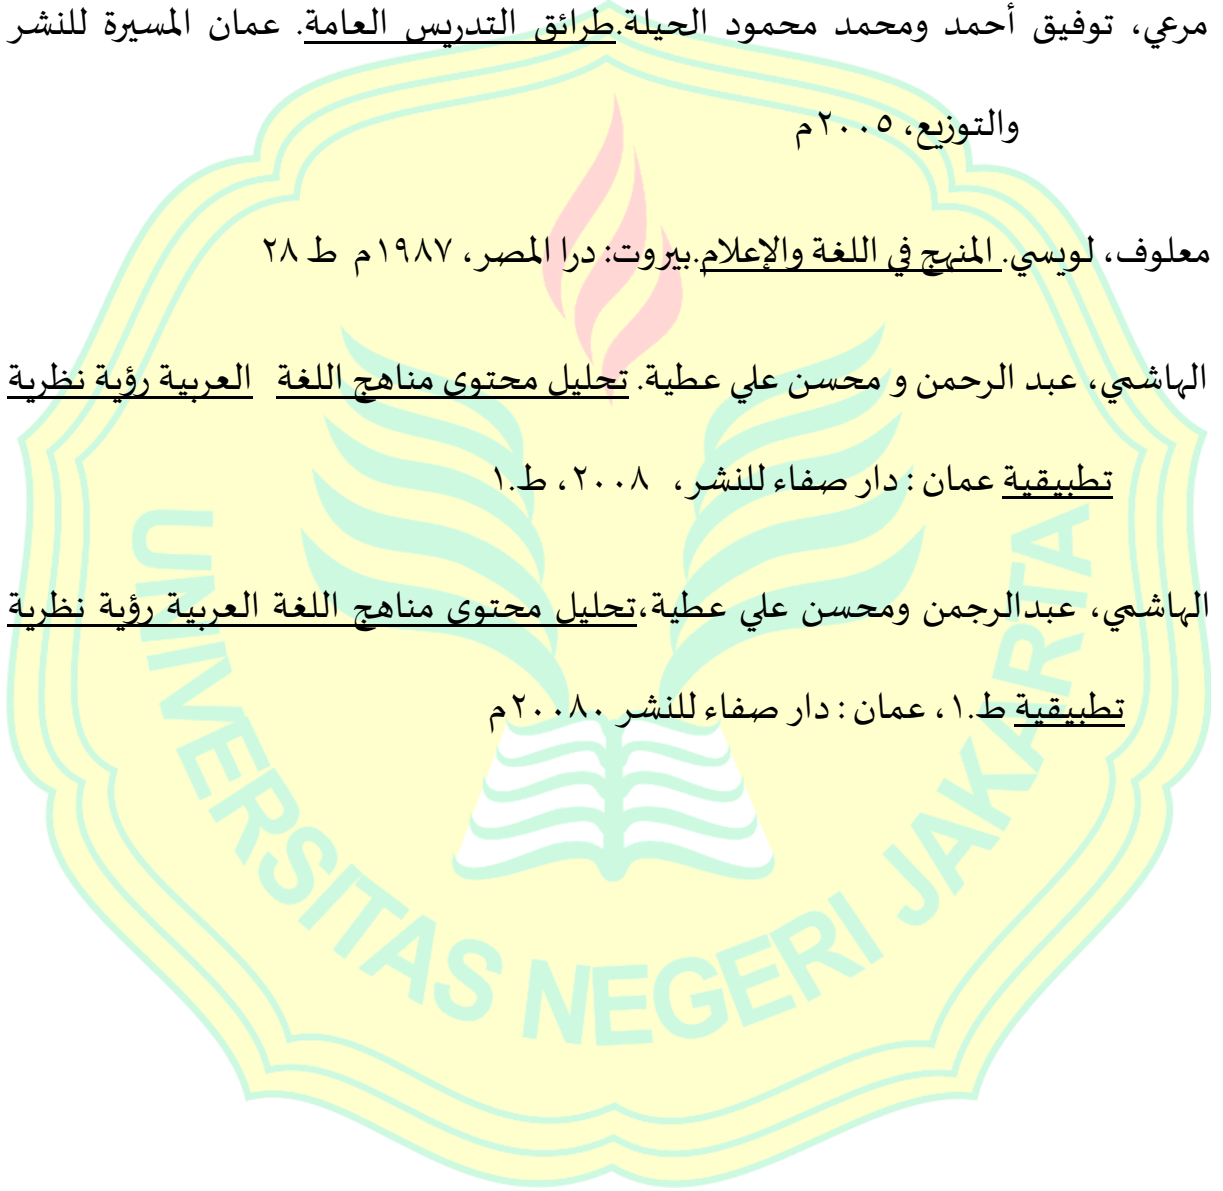 مرعي، توفيق أحمد ومحمد محمود الحيلة.طرائق التدريس العامة. عمان المسيرة للنشر
والتوزيع، ٢٠٠٥م
معلوف، لويسي. المنهج في اللغة والإعلام.بيروت: درا المصر، ١٩٨٧م ط ٢٨
الهاشمي، عبد الرحمن و محسن علي عطية. تحليل محتوى مناهج اللغة العربية رؤية نظرية
تطبيقية عمان : دار صفاء للنشر، ٢٠٠٨، ط.١
الهاشمي، عبدالرجمن ومحسن علي عطية،تحليل محتوى مناهج اللغة العربية رؤية نظرية
تطبيقية ط.١، عمان : دار صفاء للنشر ٢٠٠٨٠م
UNIVERSITAS NEGERI JAKARTA